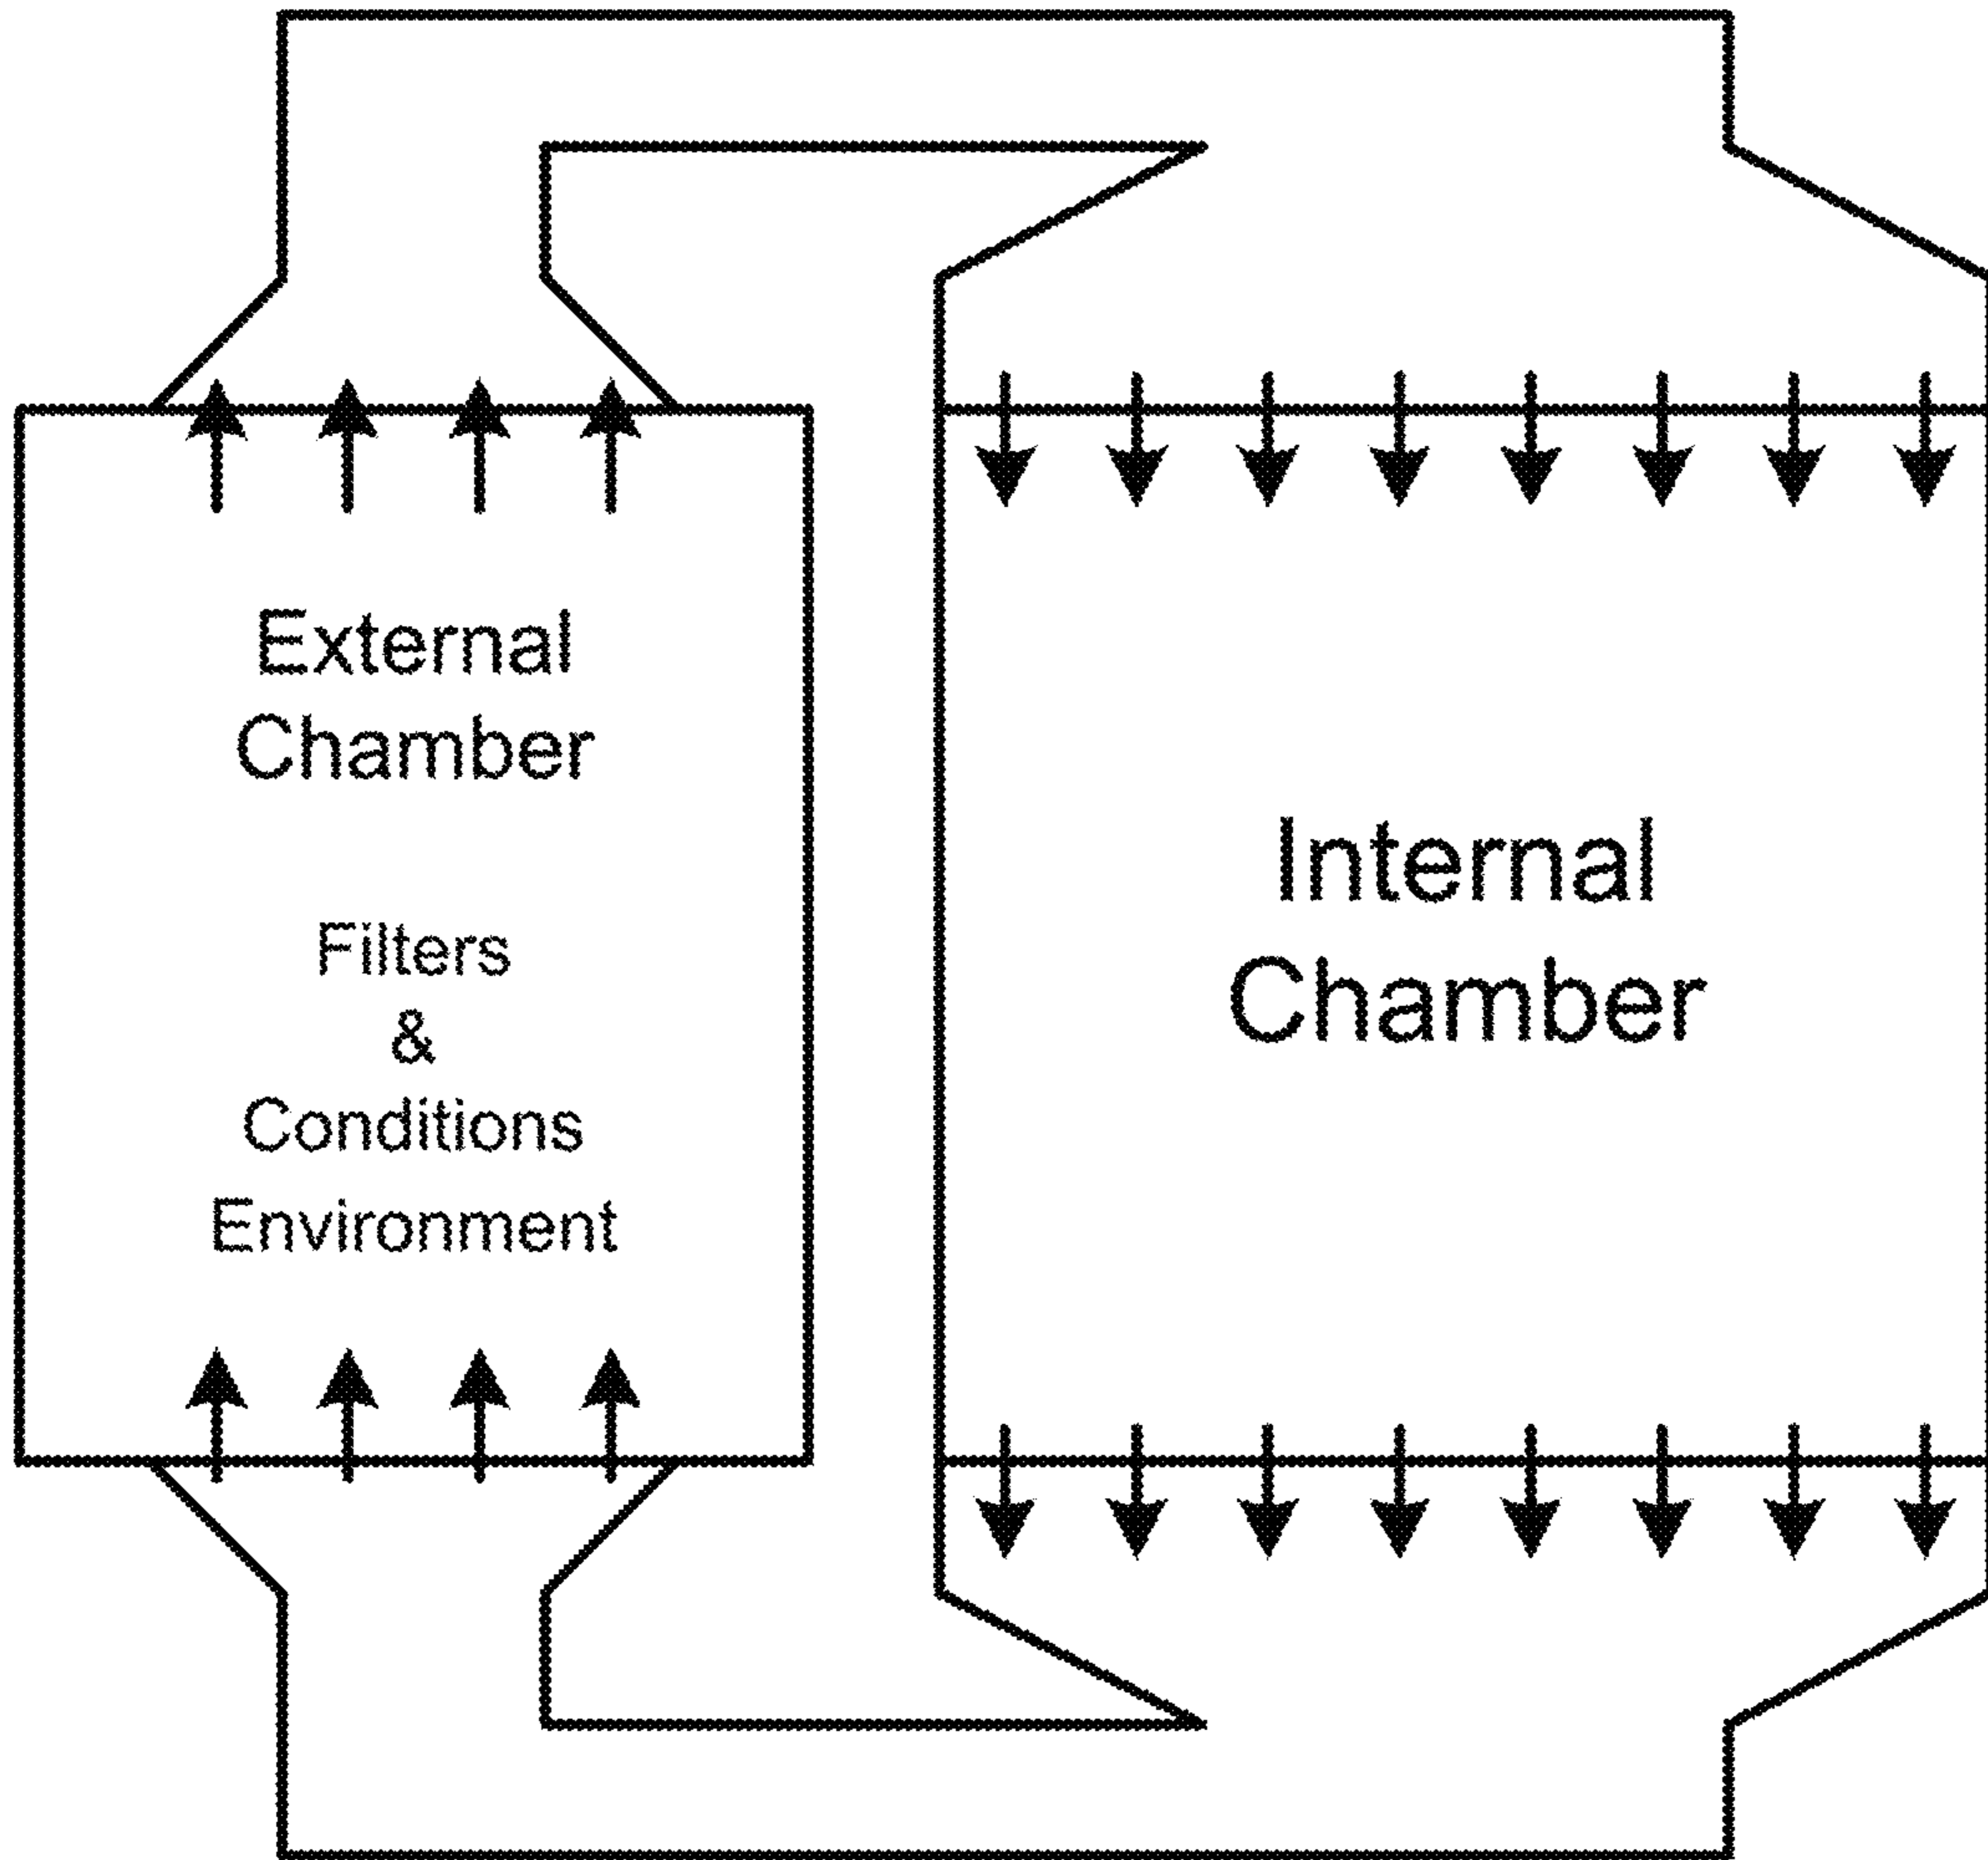 External
Chamber
Filters
&
Conditions
Environment
Internal
Chamber